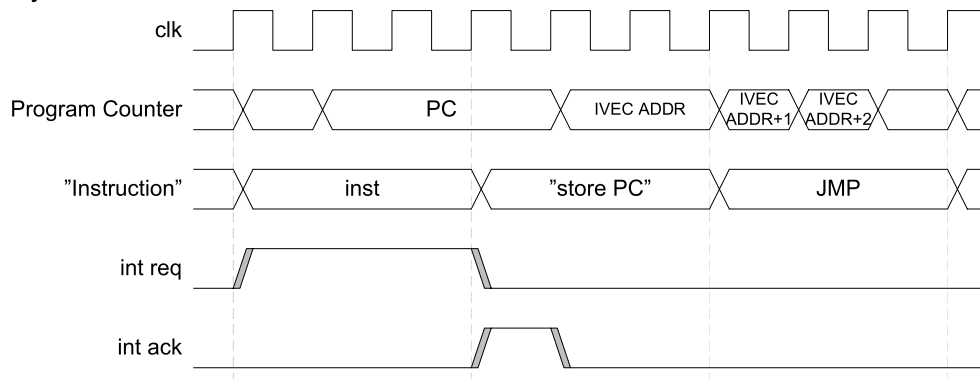 clk
Program Counter
PC
IVEC ADDR
IVEC
ADDR+1
IVEC
ADDR+2
”Instruction”
inst
”store PC”
JMP
int req
int ack